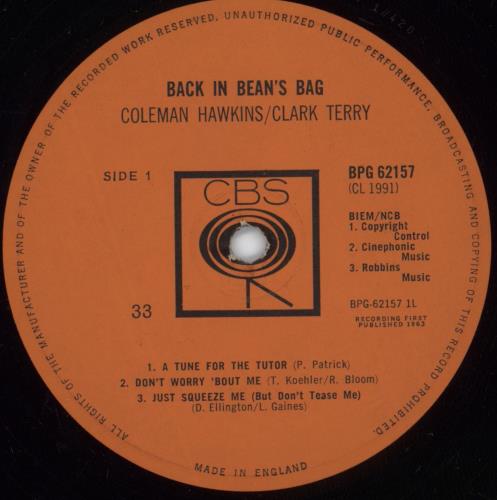 ALL RIGHTS OF THE MANUFACTURER AND OF THE OWNER OF THE RECORDED WORK RESERVED. UNAUTHORIZED PUBLIC PERFORMANCE, BROADCASTING AND COPYING OF THIS RECORD PROHIBITED.
BACK IN BEAN'S BAG
COLEMAN HAWKINS/CLARK TERRY
SIDE 1
CBS
BPG 62157
(CL 1991)
BIEM/NCB
1. Copyright
Control
2. Cinephonic
Music
3. Robbins
Music
33
BPG-62157 1L
RECORDING FIRST
PUBLISHED 1963
1. A TUNE FOR THE TUTOR (P. Patrick)
2. DON'T WORRY 'BOUT ME (T. Koehler/R. Bloom)
3. JUST SQUEEZE ME (But Don't Tease Me)
(D. Ellington/L. Gaines)
MADE IN ENGLAND